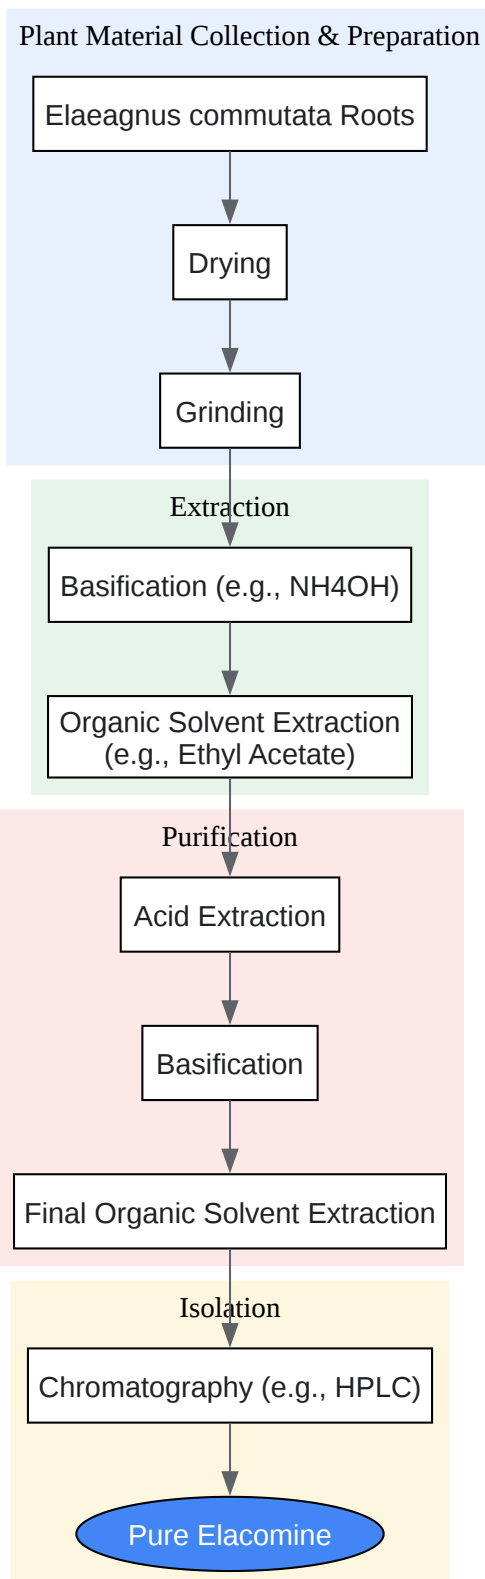 Plant Material Collection & Preparation
Elaeagnus commutata Roots
Drying
Grinding
Extraction
Basification (e.g., NH4OH)
Organic Solvent Extraction
(e.g., Ethyl Acetate)
Purification
Acid Extraction
Basification
Final Organic Solvent Extraction
Isolation
Chromatography (e.g., HPLC)
Pure Elacomine